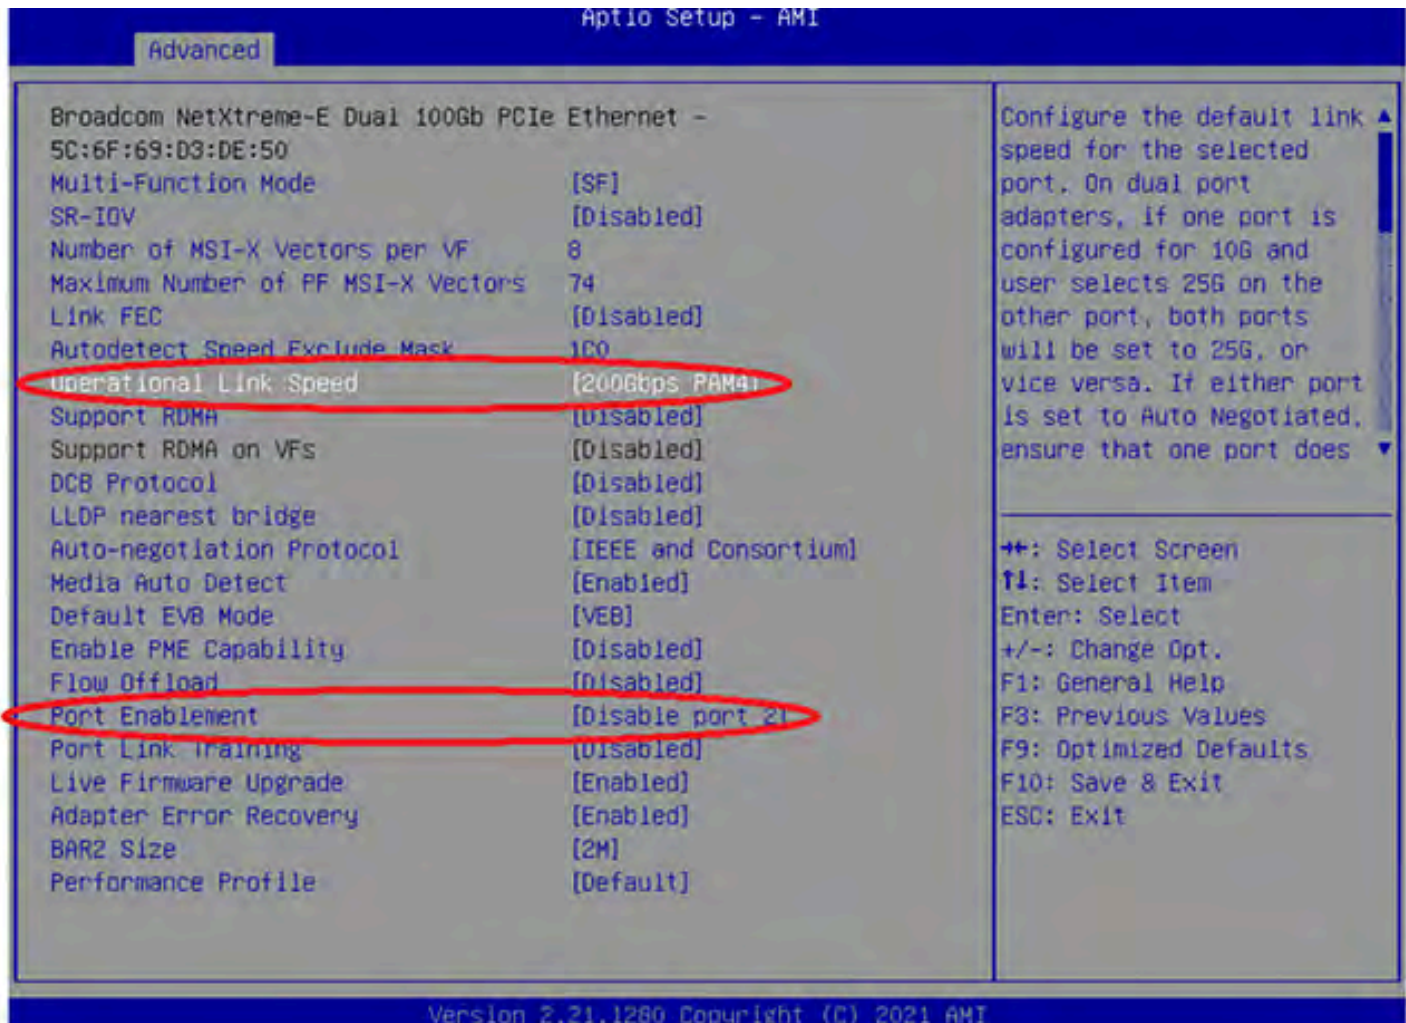 Aptio Setup - AMI
Advanced
Broadcom NetXtreme-E Dual 100Gb PCIe Ethernet -
5C:6F:69:D3:DE:50
Multi-Function Mode [SF]
SR-IOV [Disabled]
Number of MSI-X Vectors per VF 8
Maximum Number of PF MSI-X Vectors 74
Link FEC [Disabled]
Autodetect Speed Exclude Mask 1C0
Operational Link Speed [200Gbps PAM4]
Support RDMA [Disabled]
Support RDMA on VFs [Disabled]
DCB Protocol [Disabled]
LLDP nearest bridge [Disabled]
Auto-negotiation Protocol [IEEE and Consortium]
Media Auto Detect [Enabled]
Default EVB Mode [VEB]
Enable PME Capability [Disabled]
Flow Offload [Disabled]
Port Enablement [Disable port 2]
Port Link Training [Disabled]
Live Firmware Upgrade [Enabled]
Adapter Error Recovery [Enabled]
BAR2 Size [2M]
Performance Profile [Default]
Configure the default link
speed for the selected
port. On dual port
adapters, if one port is
configured for 10G and
user selects 25G on the
other port, both ports
will be set to 25G, or
vice versa. If either port
is set to Auto Negotiated,
ensure that one port does
→←: Select Screen
↑↓: Select Item
Enter: Select
+/-: Change Opt.
F1: General Help
F3: Previous Values
F9: Optimized Defaults
F10: Save & Exit
ESC: Exit
Version 2.21.1280 Copyright (C) 2021 AMI